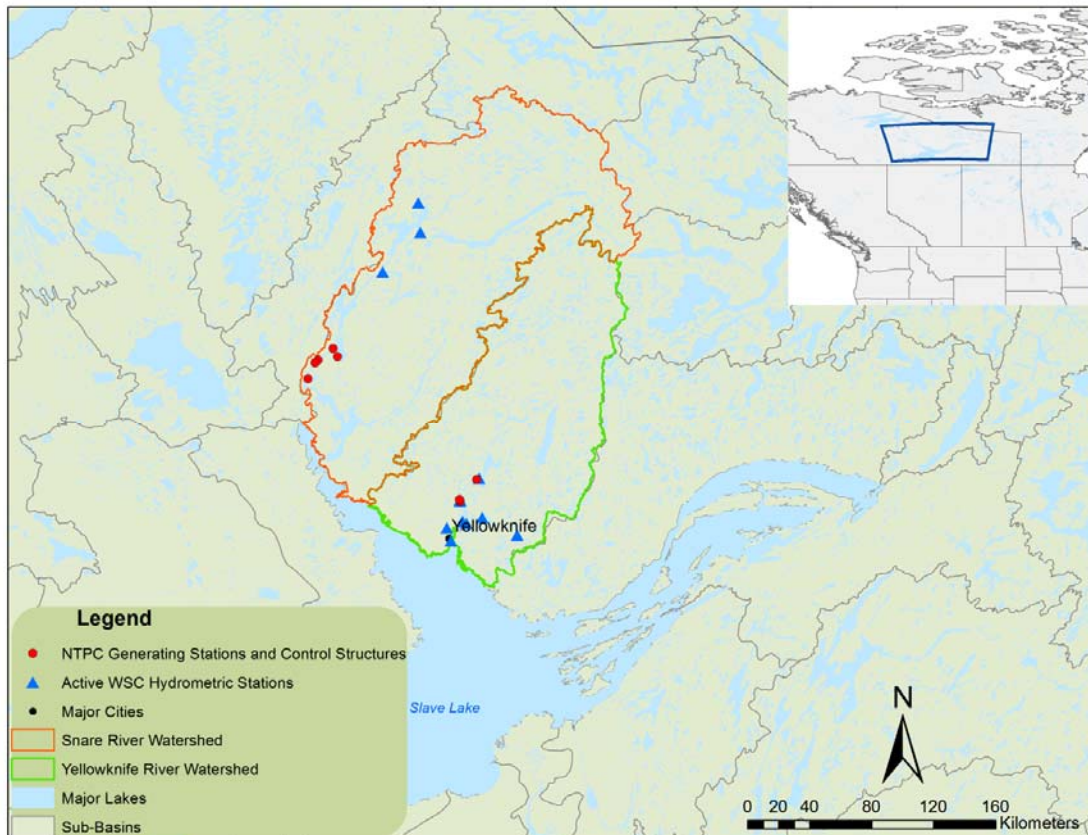 Yellowknife
Legend
NTPC Generating Stations and Control Structures
Active WSC Hydrometric Stations
Major Cities
Snare River Watershed
Yellowknife River Watershed
Major Lakes
Sub-Basins
Slave Lake
N
0 20 40 80 120 160
Kilometers